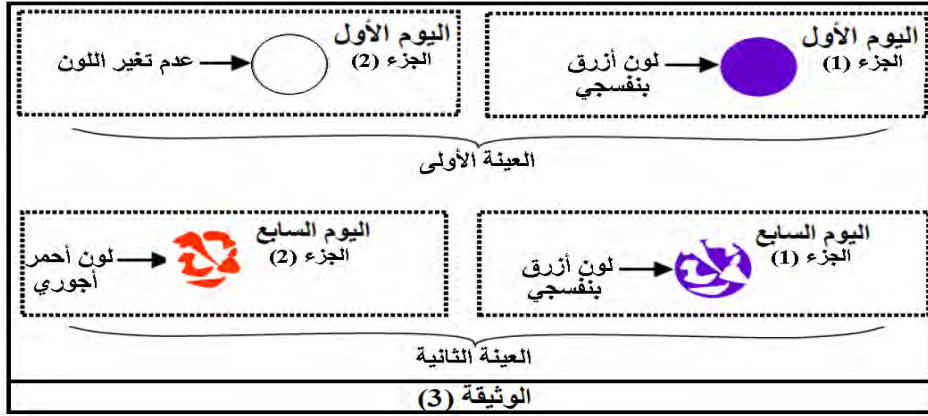 اليوم الأول
الجزء (1)
لون أزرق
بنفسجي
اليوم الأول
الجزء (2)
عدم تغير اللون
العينة الأولى
اليوم السابع
الجزء (1)
لون أزرق
بنفسجي
اليوم السابع
الجزء (2)
لون أحمر
أجوري
العينة الثانية
الوثيقة (3)